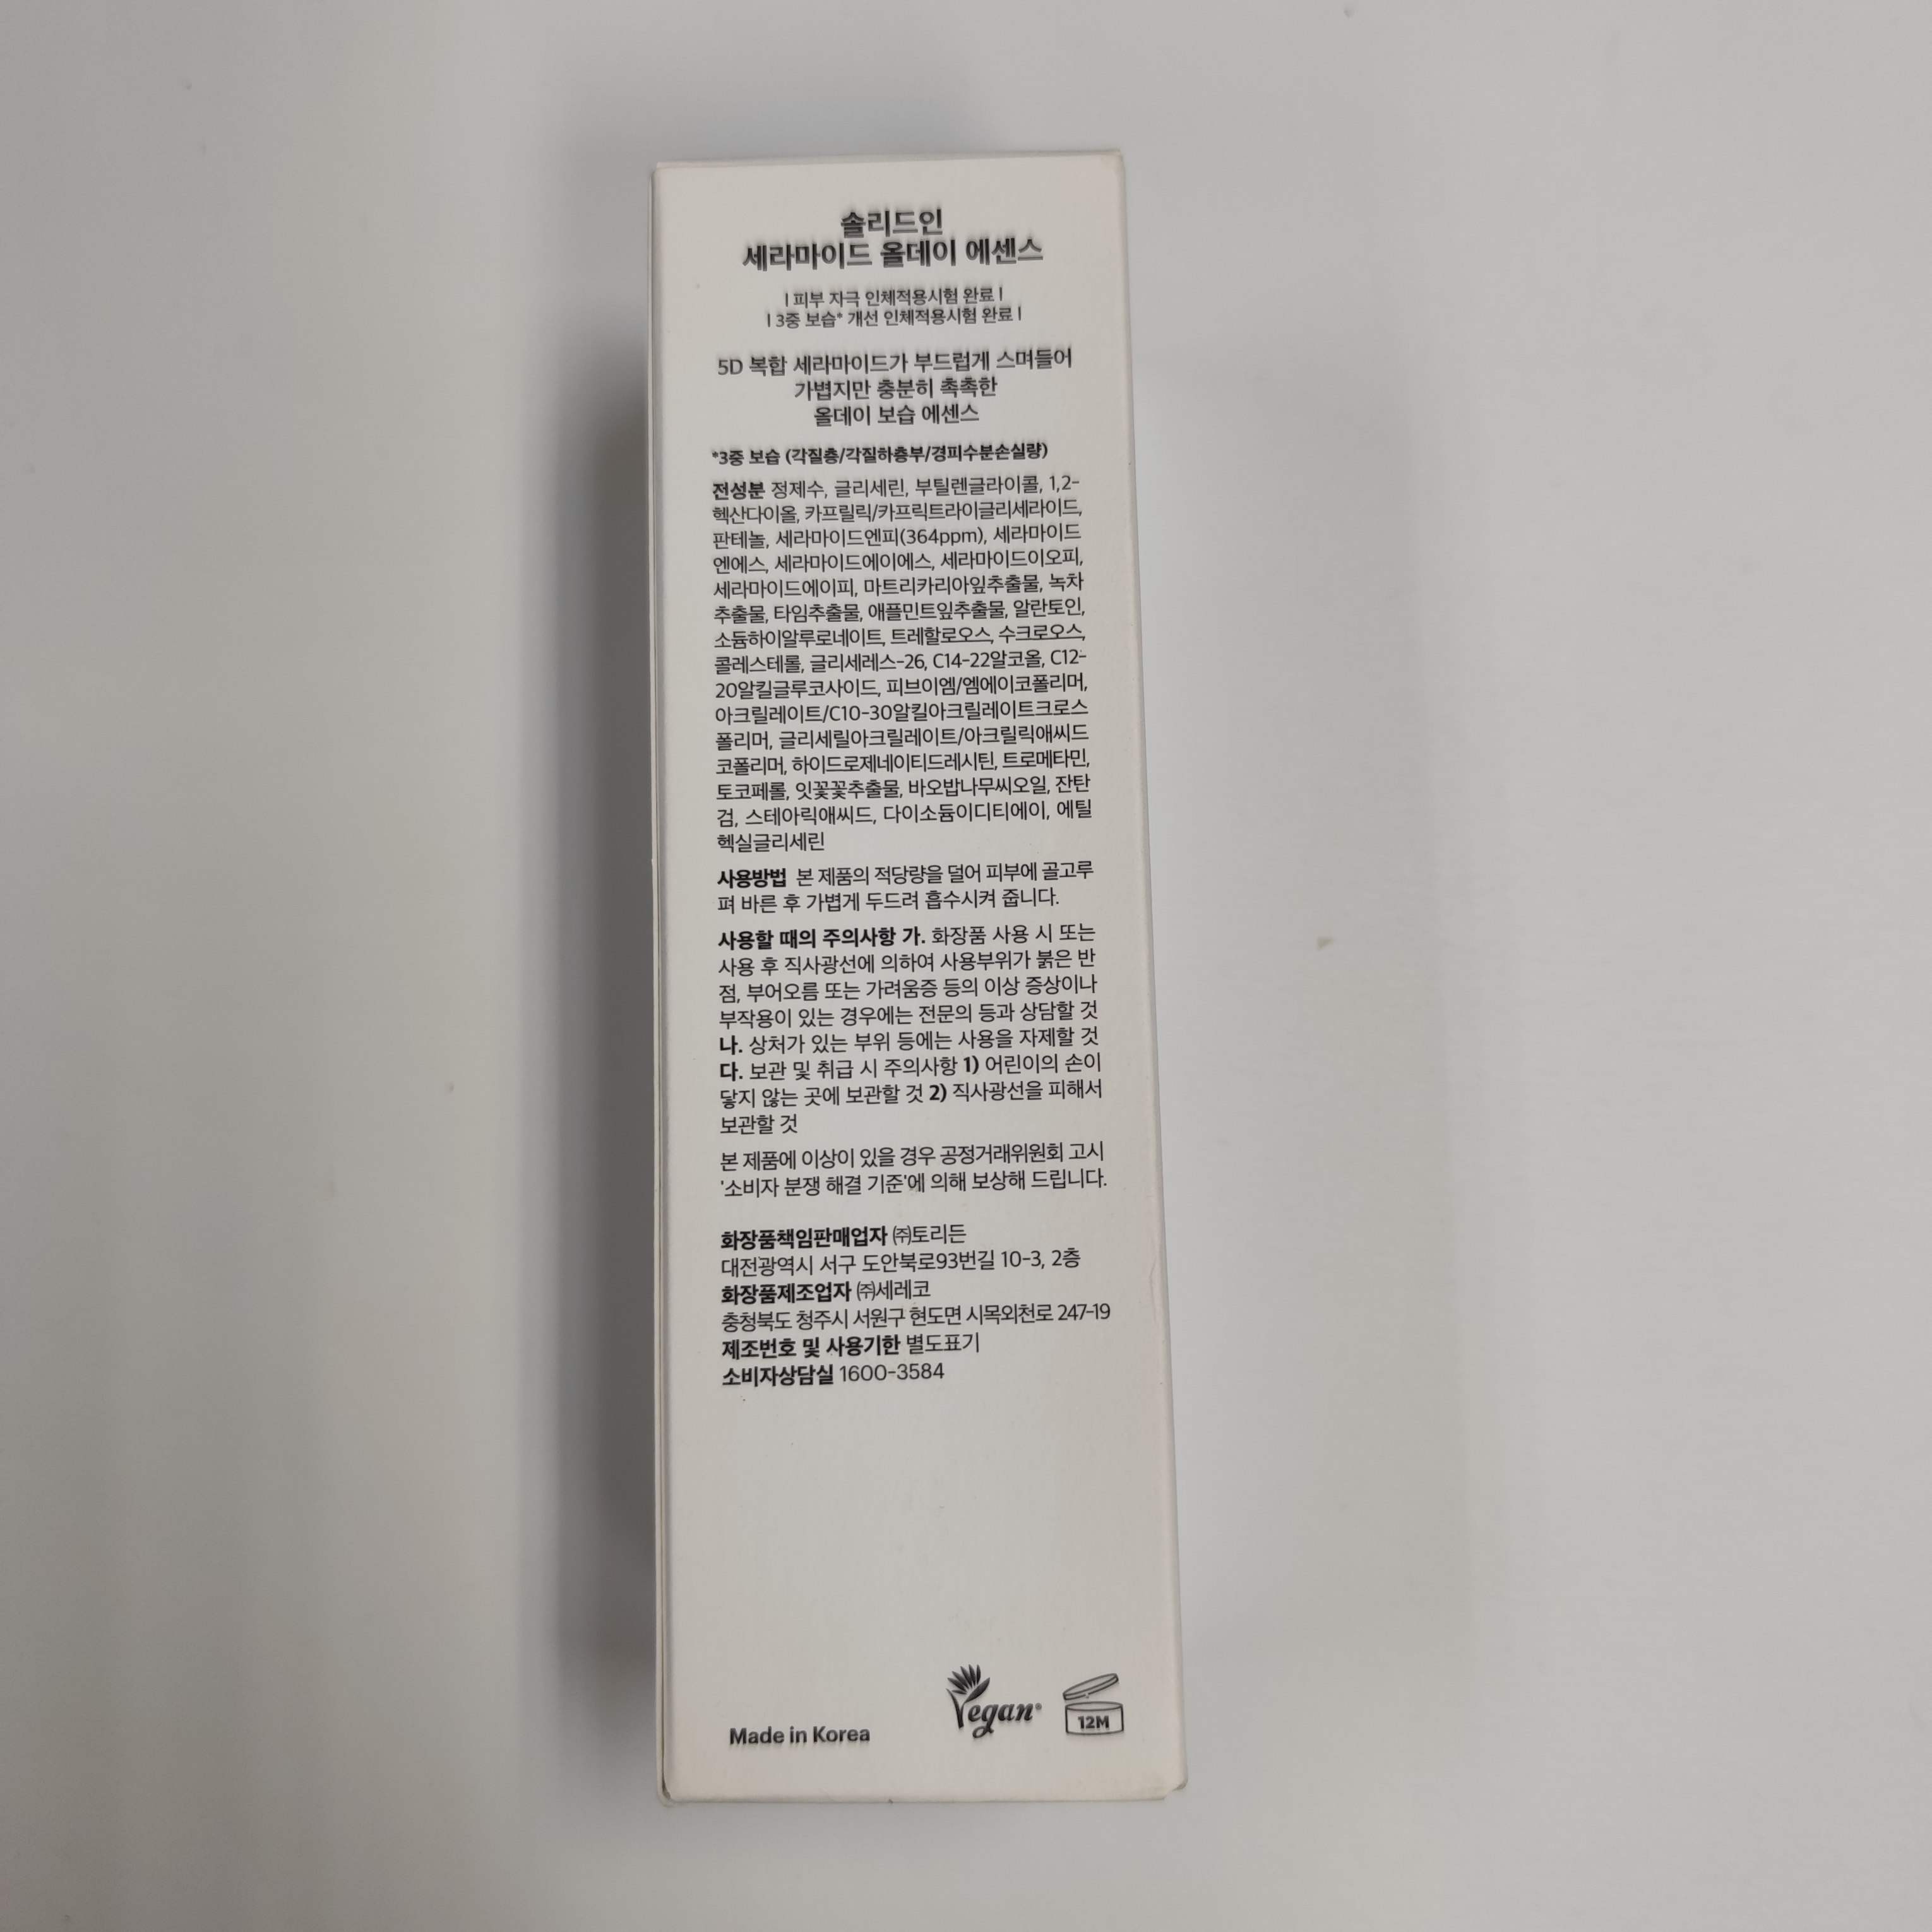 솔리드인
세라마이드 올데이 에센스
| 피부 자극 인체적용시험 완료 |
| 3중 보습* 개선 인체적용시험 완료 |
5D 복합 세라마이드가 부드럽게 스며들어
가볍지만 충분히 촉촉한
올데이 보습 에센스
*3중 보습 (각질층/각질하층부/경피수분손실량)
전성분 정제수, 글리세린, 부틸렌글라이콜, 1,2-
헥산다이올, 카프릴릭/카프릭트라이글리세라이드,
판테놀, 세라마이드엔피(364ppm), 세라마이드
엔에스, 세라마이드에이에스, 세라마이드이오피,
세라마이드에이피, 마트리카리아잎추출물, 녹차
추출물, 타임추출물, 애플민트잎추출물, 알란토인,
소듐하이알루로네이트, 트레할로오스, 수크로오스,
콜레스테롤, 글리세레스-26, C14-22알코올, C12-
20알킬글루코사이드, 피브이엠/엠에이코폴리머,
아크릴레이트/C10-30알킬아크릴레이트크로스
폴리머, 글리세릴아크릴레이트/아크릴릭애씨드
코폴리머, 하이드로제네이티드레시틴, 트로메타민,
토코페롤, 잇꽃꽃추출물, 바오밥나무씨오일, 잔탄
검, 스테아릭애씨드, 다이소듐이디티에이, 에틸
헥실글리세린
사용방법 본 제품의 적당량을 덜어 피부에 골고루
펴 바른 후 가볍게 두드려 흡수시켜 줍니다.
사용할 때의 주의사항 가. 화장품 사용 시 또는
사용 후 직사광선에 의하여 사용부위가 붉은 반
점, 부어오름 또는 가려움증 등의 이상 증상이나
부작용이 있는 경우에는 전문의 등과 상담할 것
나. 상처가 있는 부위 등에는 사용을 자제할 것
다. 보관 및 취급 시 주의사항 1) 어린이의 손이
닿지 않는 곳에 보관할 것 2) 직사광선을 피해서
보관할 것
본 제품에 이상이 있을 경우 공정거래위원회 고시
'소비자 분쟁 해결 기준'에 의해 보상해 드립니다.
화장품책임판매업자 ㈜토리든
대전광역시 서구 도안북로93번길 10-3, 2층
화장품제조업자 ㈜세레코
충청북도 청주시 서원구 현도면 시목외천로 247-19
제조번호 및 사용기한 별도표기
소비자상담실 1600-3584
Made in Korea
Vegan®
12M